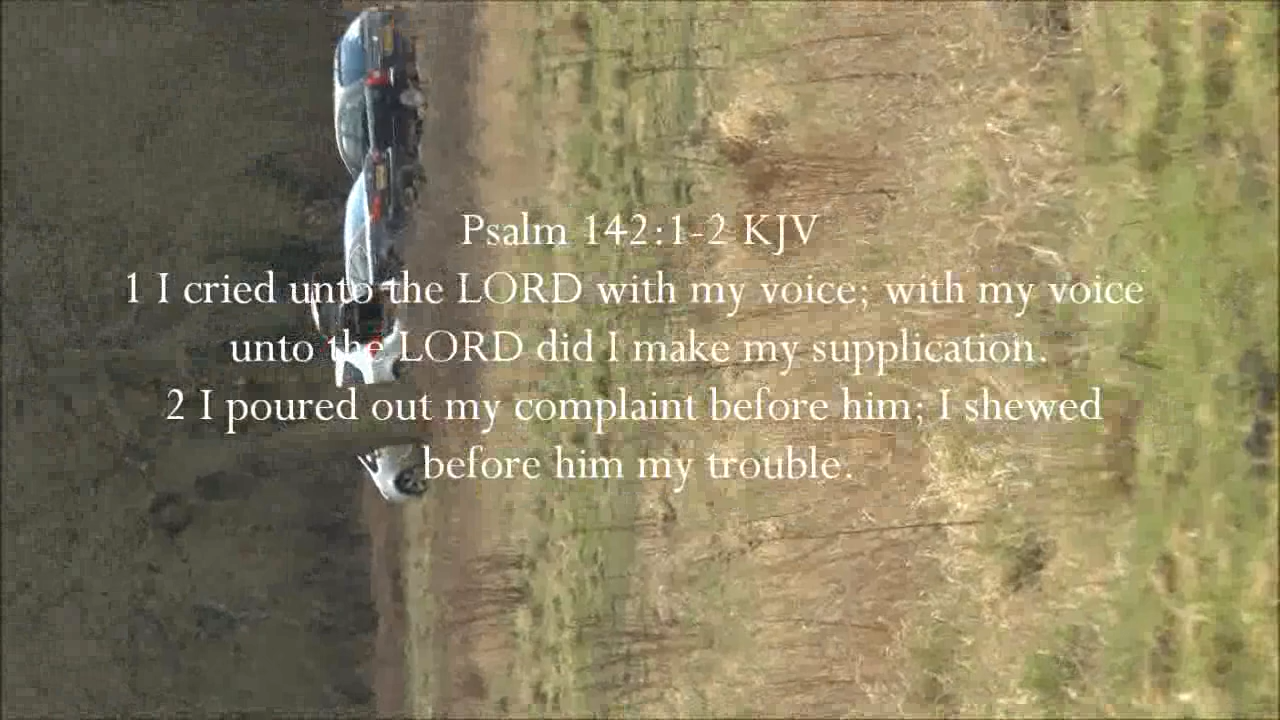 Psalm 142:1-2 KJV
1 I cried unto the LORD with my voice; with my voice
unto the LORD did I make my supplication.
2 I poured out my complaint before him; I shewed
before him my trouble.